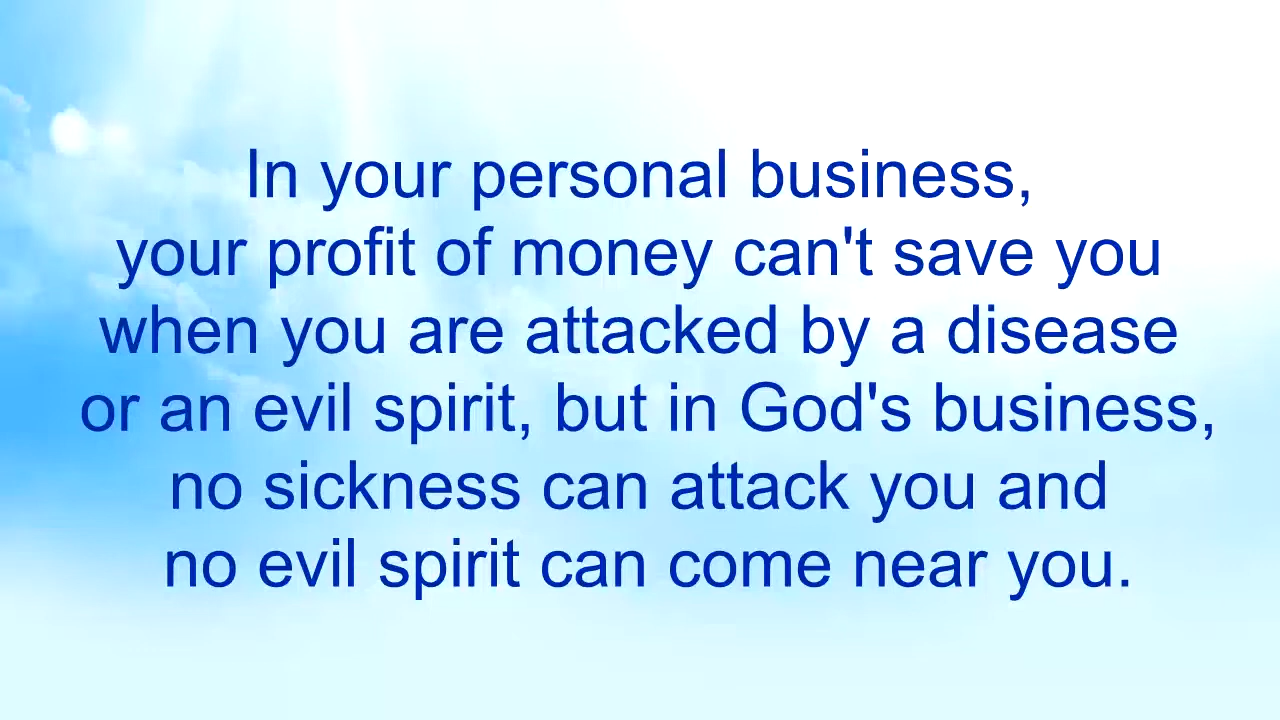 In your personal business,
your profit of money can't save you
when you are attacked by a disease
or an evil spirit, but in God's business,
no sickness can attack you and
no evil spirit can come near you.